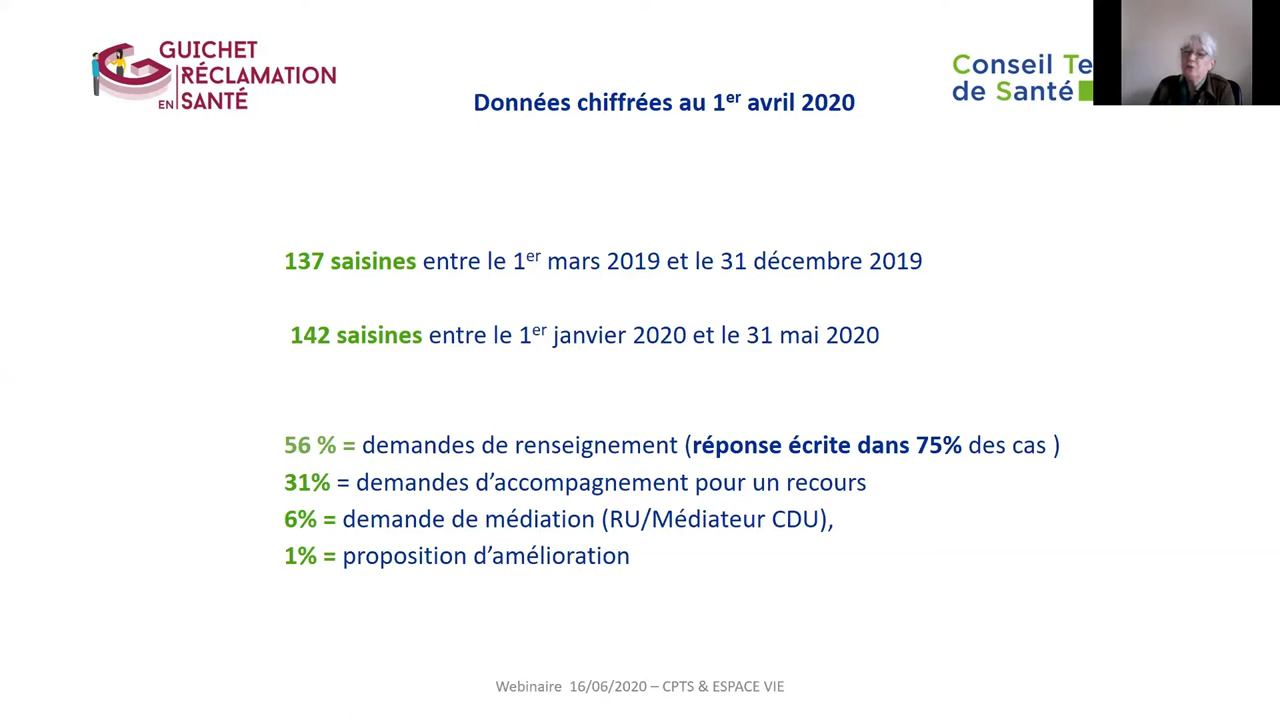 GUICHET
RÉCLAMATION
EN SANTÉ
Conseil Te
de Santé
Données chiffrées au 1er avril 2020
137 saisines entre le 1er mars 2019 et le 31 décembre 2019
142 saisines entre le 1er janvier 2020 et le 31 mai 2020
56 % = demandes de renseignement (réponse écrite dans 75% des cas )
31% = demandes d’accompagnement pour un recours
6% = demande de médiation (RU/Médiateur CDU),
1% = proposition d’amélioration
Webinaire 16/06/2020 – CPTS & ESPACE VIE